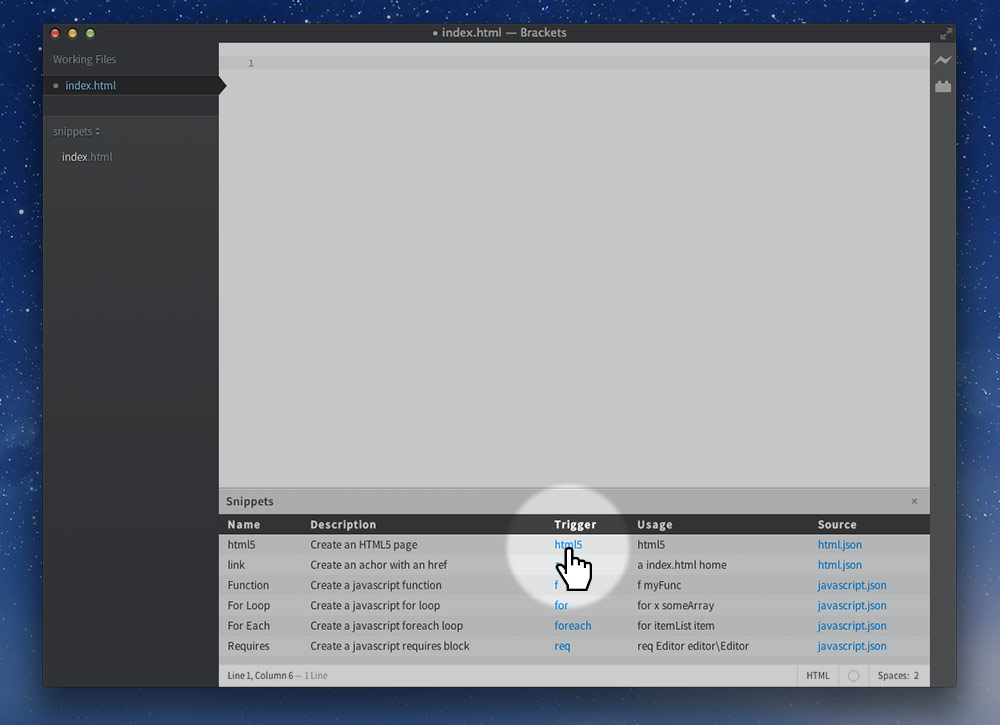 • index.html — Brackets
Working Files
• index.html
snippets
index.html
1
Snippets ×
Name Description Trigger Usage Source
html5 Create an HTML5 page html5 html5 html.json
link Create an achor with an href a index.html home html.json
Function Create a javascript function f f myFunc javascript.json
For Loop Create a javascript for loop for for x someArray javascript.json
For Each Create a javascript foreach loop foreach for itemList item javascript.json
Requires Create a javascript requires block req req Editor editor\Editor javascript.json
Line 1, Column 6 — 1 Line HTML Spaces: 2